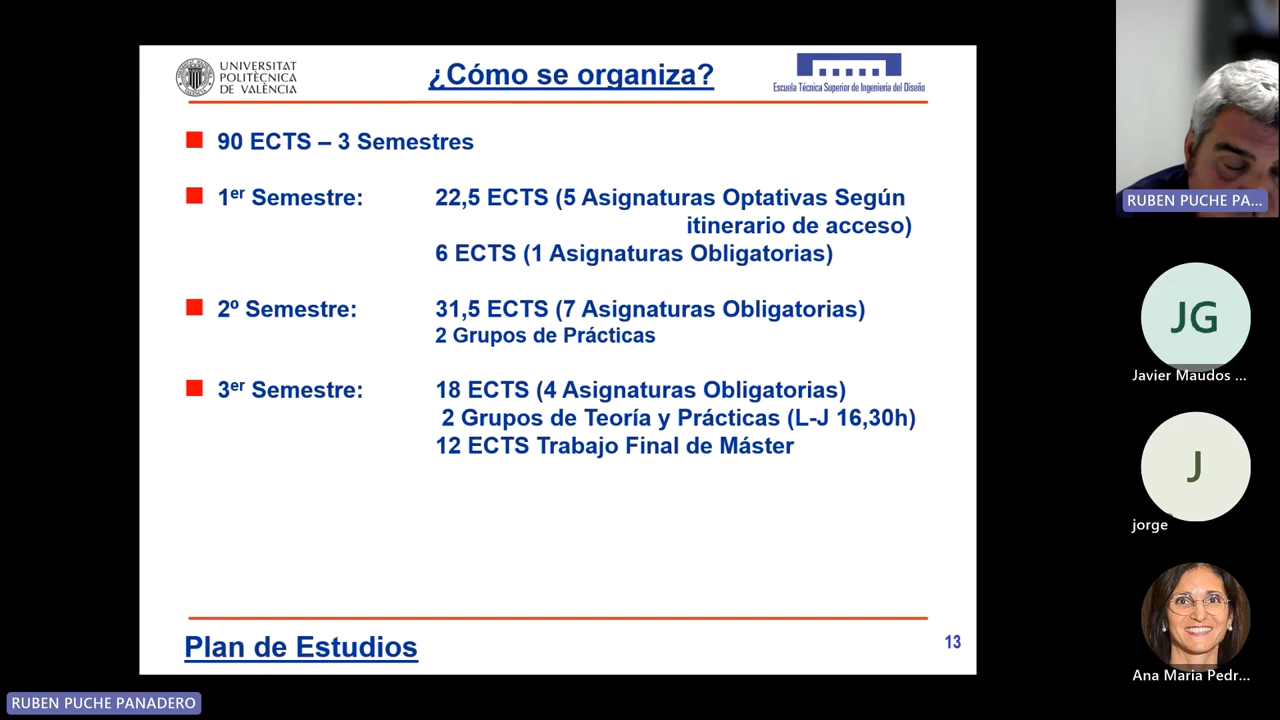 UNIVERSITAT
POLITÈCNICA
DE VALÈNCIA
¿Cómo se organiza?
Escuela Técnica Superior de Ingeniería del Diseño
90 ECTS – 3 Semestres
1er Semestre: 22,5 ECTS (5 Asignaturas Optativas Según
itinerario de acceso)
6 ECTS (1 Asignaturas Obligatorias)
2º Semestre: 31,5 ECTS (7 Asignaturas Obligatorias)
2 Grupos de Prácticas
3er Semestre: 18 ECTS (4 Asignaturas Obligatorias)
2 Grupos de Teoría y Prácticas (L-J 16,30h)
12 ECTS Trabajo Final de Máster
Plan de Estudios
13
RUBEN PUCHE PA...
JG
Javier Maudos ...
J
jorge
Ana Maria Pedr...
RUBEN PUCHE PANADERO